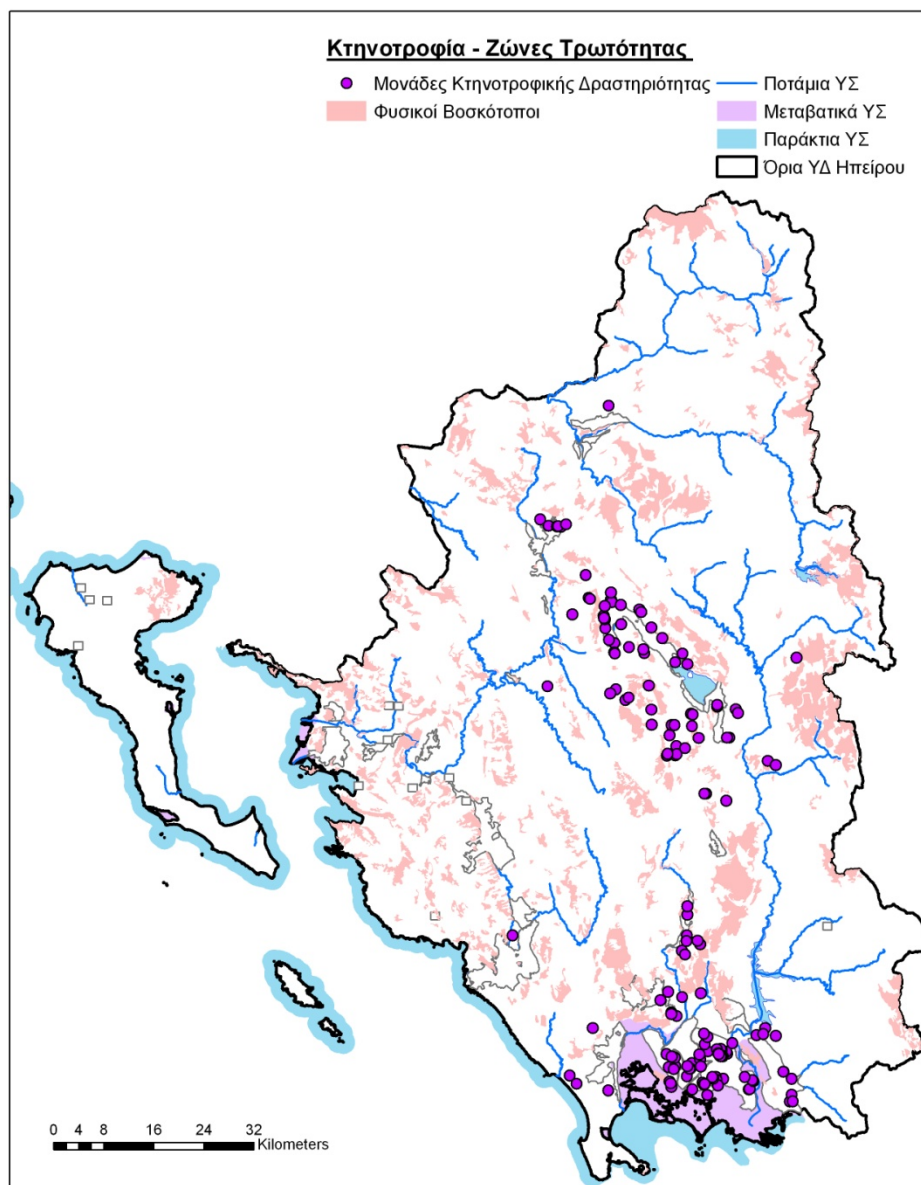 Κτηνοτροφία - Ζώνες Τρωτότητας
Μονάδες Κτηνοτροφικής Δραστηριότητας
Φυσικοί Βοσκότοποι
Ποτάμια ΥΣ
Μεταβατικά ΥΣ
Παράκτια ΥΣ
Όρια ΥΔ Ηπείρου
0 4 8 16 24 32
Kilometers